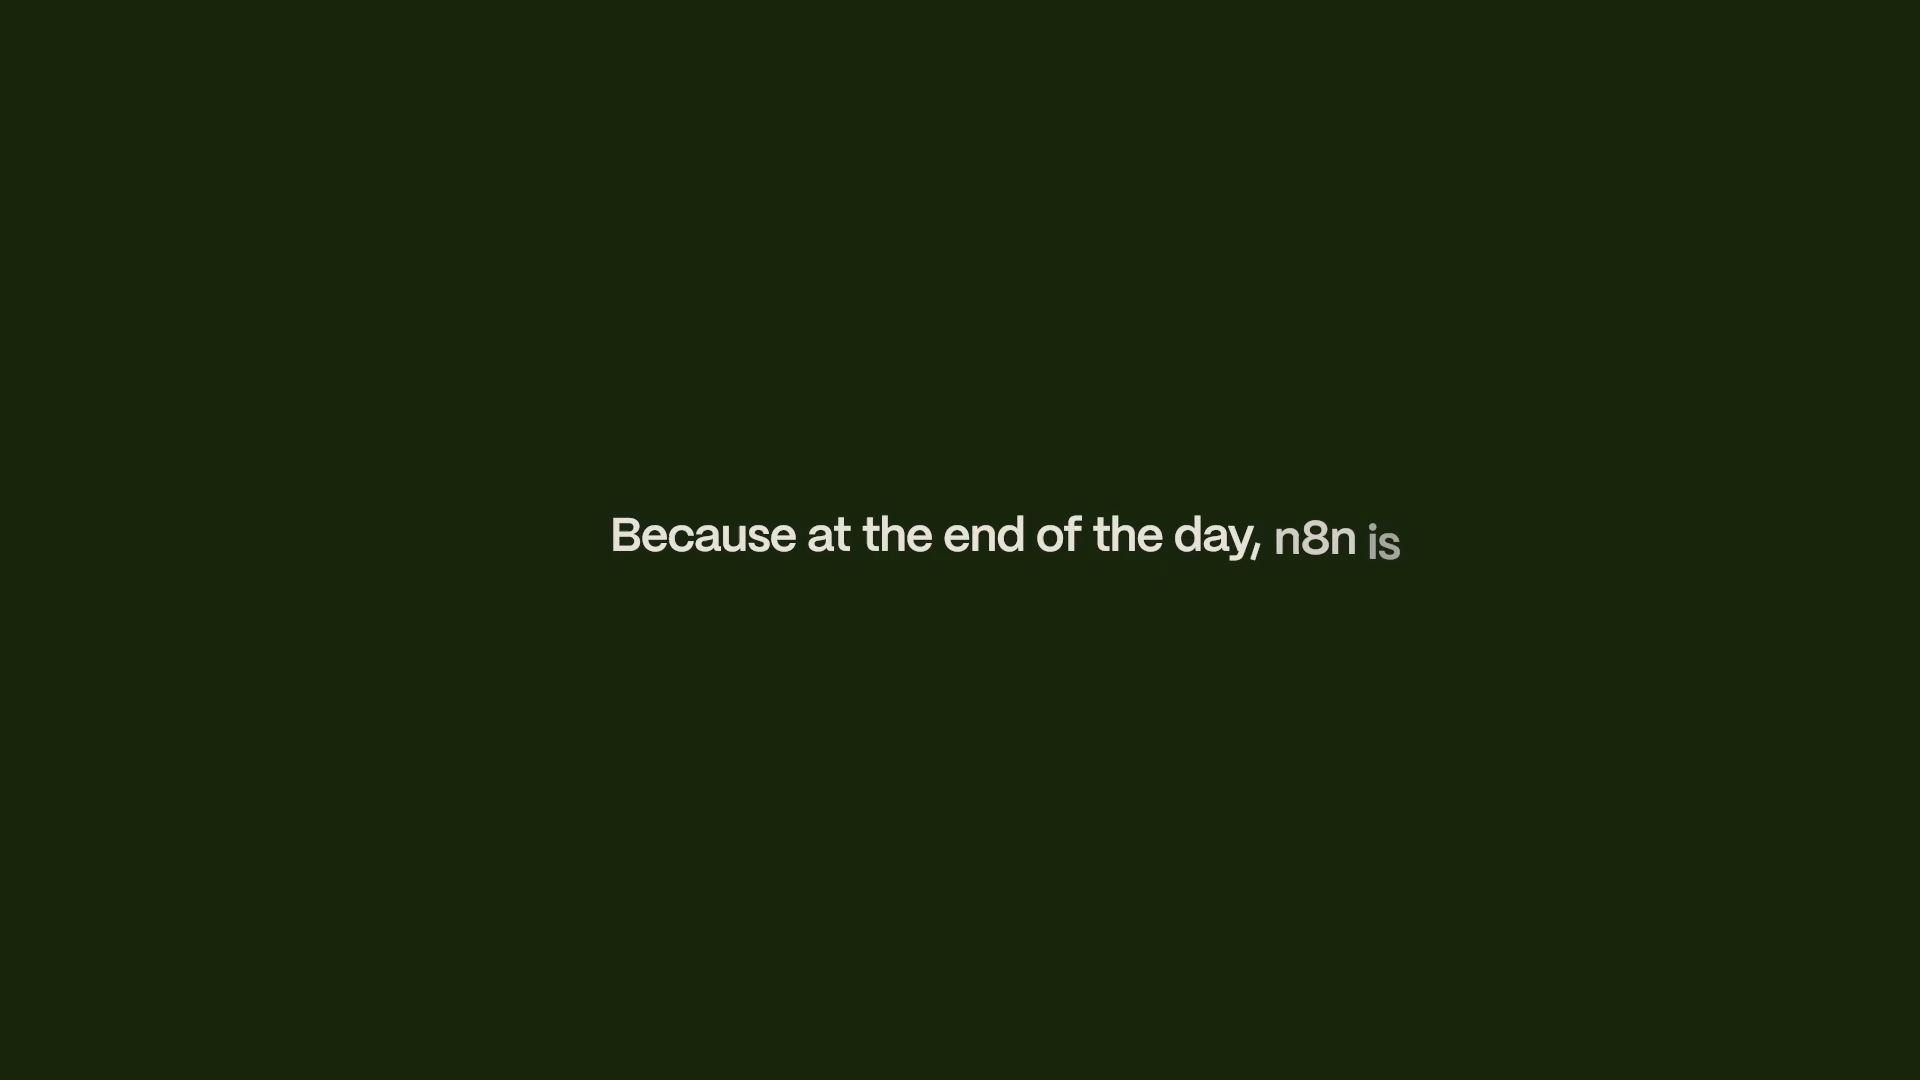 Because at the end of the day, n8n is